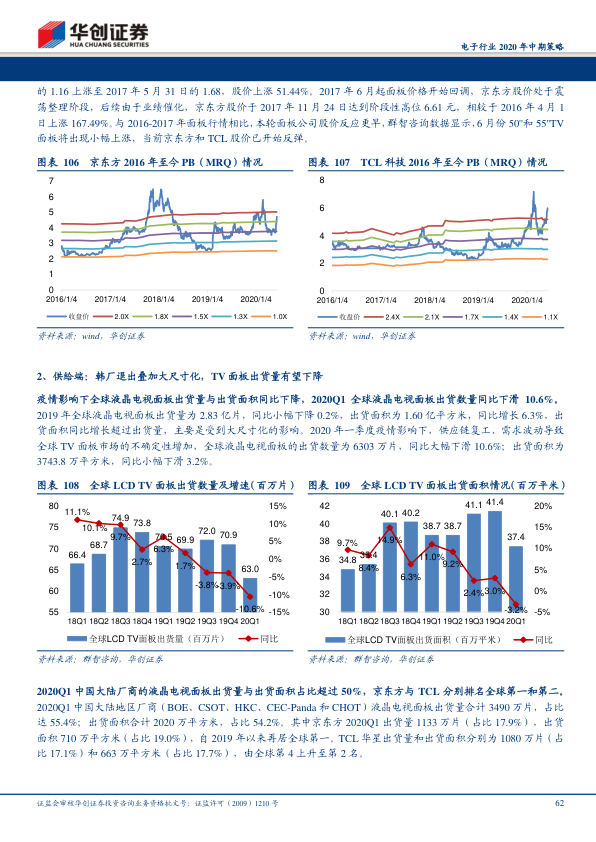 华创证券
HUA CHUANG SECURITIES
电子行业 2020 年中期策略
的 1.16 上涨至 2017 年 5 月 31 日的 1.68，股价上涨 51.44%。2017 年 6 月起面板价格开始回调，京东方股价处于震
荡整理阶段，后续由于业绩催化，京东方股价于 2017 年 11 月 24 日达到阶段性高位 6.61 元，相较于 2016 年 4 月 1
日上涨 167.49%。与 2016-2017 年面板行情相比，本轮面板公司股价反应更早，群智咨询数据显示，6 月份 50"和 55"TV
面板将出现小幅上涨，当前京东方和 TCL 股价已开始反弹。
图表 106 京东方 2016 年至今 PB（MRQ）情况
7
6
5
4
3
2
1
0
2016/1/4 2017/1/4 2018/1/4 2019/1/4 2020/1/4
收盘价 2.0X 1.8X 1.5X 1.3X 1.0X
资料来源：wind，华创证券
图表 107 TCL 科技 2016 年至今 PB（MRQ）情况
8
6
4
2
0
2016/1/4 2017/1/4 2018/1/4 2019/1/4 2020/1/4
收盘价 2.4X 2.1X 1.7X 1.4X 1.1X
资料来源：wind，华创证券
2、供给端：韩厂退出叠加大尺寸化，TV 面板出货量有望下降
疫情影响下全球液晶电视面板出货量与出货面积同比下降，2020Q1 全球液晶电视面板出货数量同比下滑 10.6%。
2019 年全球液晶电视面板出货量为 2.83 亿片，同比小幅下降 0.2%，出货面积为 1.60 亿平方米，同比增长 6.3%，出
货面积同比增长超过出货量，主要是受到大尺寸化的影响。2020 年一季度疫情影响下，供应链复工，需求波动导致
全球 TV 面板市场的不确定性增加，全球液晶电视面板的出货数量为 6303 万片，同比大幅下滑 10.6%；出货面积为
3743.8 万平方米，同比小幅下滑 3.2%。
图表 108 全球 LCD TV 面板出货数量及增速(百万片)
80
75
70
65
60
55
15%
10%
5%
0%
-5%
-10%
-15%
66.4 68.7 74.9 73.8 69.9 72.0 70.9 63.0
11.1% 10.1% 9.7% 2.7% 6.3% 1.7% -3.8% -3.9% -10.6%
18Q1 18Q2 18Q3 18Q4 19Q1 19Q2 19Q3 19Q4 20Q1
全球LCD TV面板出货量（百万片） 同比
资料来源：群智咨询，华创证券
图表 109 全球 LCD TV 面板出货面积情况(百万平米)
42
40
38
36
34
32
30
20%
15%
10%
5%
0%
-5%
34.8 40.1 40.2 38.7 38.7 41.1 41.4 37.4
9.7% 8.4% 14.9% 6.3% 11.0% 9.2% 2.4% 3.0% -3.2%
18Q1 18Q2 18Q3 18Q4 19Q1 19Q2 19Q3 19Q4 20Q1
全球LCD TV面板出货面积（百万平米） 同比
资料来源：群智咨询，华创证券
2020Q1 中国大陆厂商的液晶电视面板出货量与出货面积占比超过 50%，京东方与 TCL 分别排名全球第一和第二。
2020Q1 中国大陆地区厂商（BOE、CSOT、HKC、CEC-Panda 和 CHOT）液晶电视面板出货量合计 3490 万片，占比
达 55.4%；出货面积合计 2020 万平方米，占比 54.2%。其中京东方 2020Q1 出货量 1133 万片（占比 17.9%），出货
面积 710 万平方米（占比 19.0%），自 2019 年以来再居全球第一。TCL 华星出货量和出货面积分别为 1080 万片（占
比 17.1%）和 663 万平方米（占比 17.7%），由全球第 4 上升至第 2 名。
证监会审核华创证券投资咨询业务资格批文号：证监许可（2009）1210 号
62